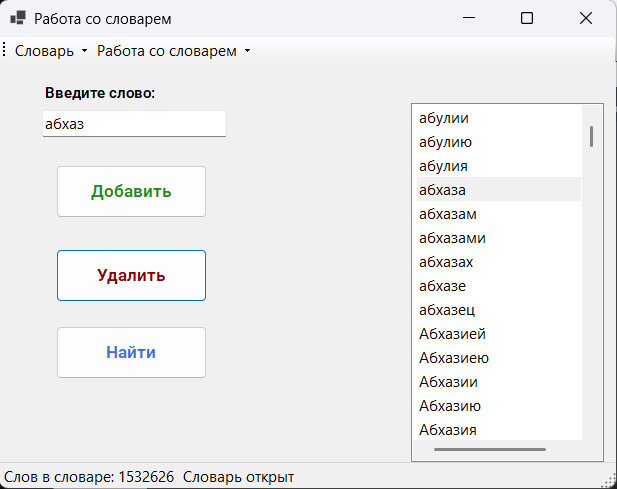 Работа со словарем
Словарь Работа со словарем
Введите слово:
абхаз
Добавить
Удалить
Найти
абулии
абулию
абулия
абхаза
абхазам
абхазами
абхазах
абхазе
абхазец
Абхазией
Абхазиею
Абхазии
Абхазию
Абхазия
Слов в словаре: 1532626 Словарь открыт